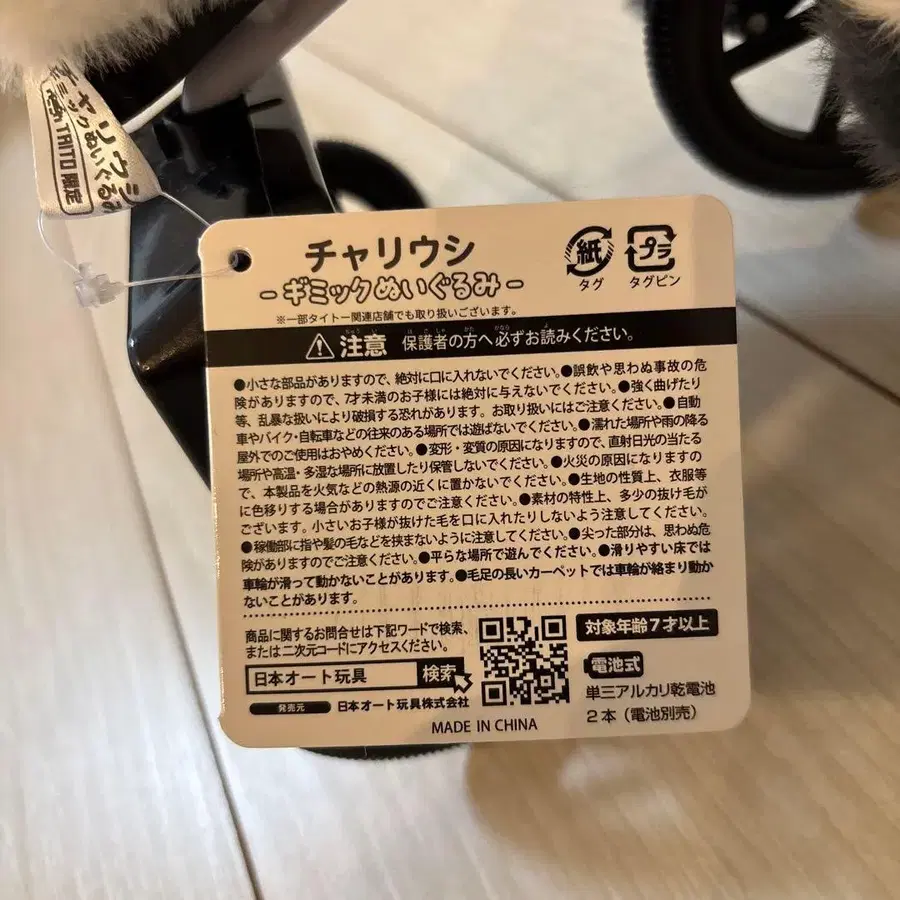 チャリウシ
ギミックぬいぐるみ
TAITO 限定
チャリウシ
-ギミックぬいぐるみ-
※一部タイトー関連店舗でも取り扱いございます。
紙
タグ
プラ
タグピン
注意 保護者の方へ必ずお読みください。
●小さな部品がありますので、絶対に口に入れないでください。●誤飲や思わぬ事故の危
険がありますので、7才未満のお子様には絶対に与えないでください。●強く曲げたり
等、乱暴な扱いにより破損する恐れがあります。お取り扱いにはご注意ください。●自動
車やバイク・自転車などの往来のある場所では遊ばないでください。●濡れた場所や雨の降る
屋外でのご使用はおやめください。●変形・変質の原因になりますので、直射日光の当たる
場所や高温・多湿な場所に放置したり保管しないでください。●火災の原因になりますの
で、本製品を火気などの熱源の近くに置かないでください。●生地の性質上、衣服等
に色移りする場合がありますのでご注意ください。●素材の特性上、多少の抜け毛が
ございます。小さいお子様が抜けた毛を口に入れたりしないよう注意してください。
●稼働部に指や髪の毛などを挟まないように注意してください。●尖った部分は、思わぬ危
険がありますのでご注意ください。●平らな場所で遊んでください。●滑りやすい床では
車輪が滑って動かないことがあります。●毛足の長いカーペットでは車輪が絡まり動か
ないことがあります。
商品に関するお問合せは下記ワードで検索、
または二次元コードにアクセスください。
日本オート玩具 検索
発売元 日本オート玩具株式会社
MADE IN CHINA
対象年齢7才以上
電池式
単三アルカリ乾電池
2本（電池別売）